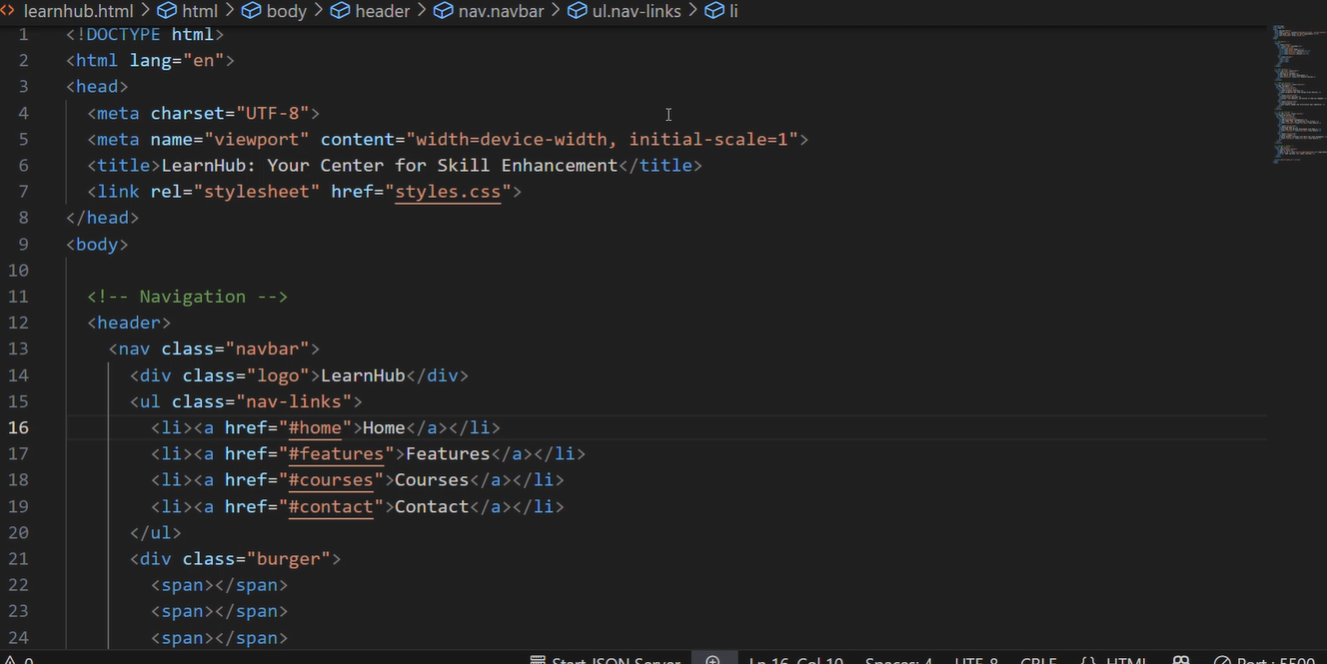 learnhub.html > html > body > header > nav.navbar > ul.nav-links > li
1 <!DOCTYPE html>
2 <html lang="en">
3 <head>
4 <meta charset="UTF-8">
5 <meta name="viewport" content="width=device-width, initial-scale=1">
6 <title>LearnHub: Your Center for Skill Enhancement</title>
7 <link rel="stylesheet" href="styles.css">
8 </head>
9 <body>
10
11 <!-- Navigation -->
12 <header>
13 <nav class="navbar">
14 <div class="logo">LearnHub</div>
15 <ul class="nav-links">
16 <li><a href="#home">Home</a></li>
17 <li><a href="#features">Features</a></li>
18 <li><a href="#courses">Courses</a></li>
19 <li><a href="#contact">Contact</a></li>
20 </ul>
21 <div class="burger">
22 <span></span>
23 <span></span>
24 <span></span>
0 Start JSON Server Ln 16, Col 10 Spaces: 4 UTF-8 CRLF {} HTML Port : 5500